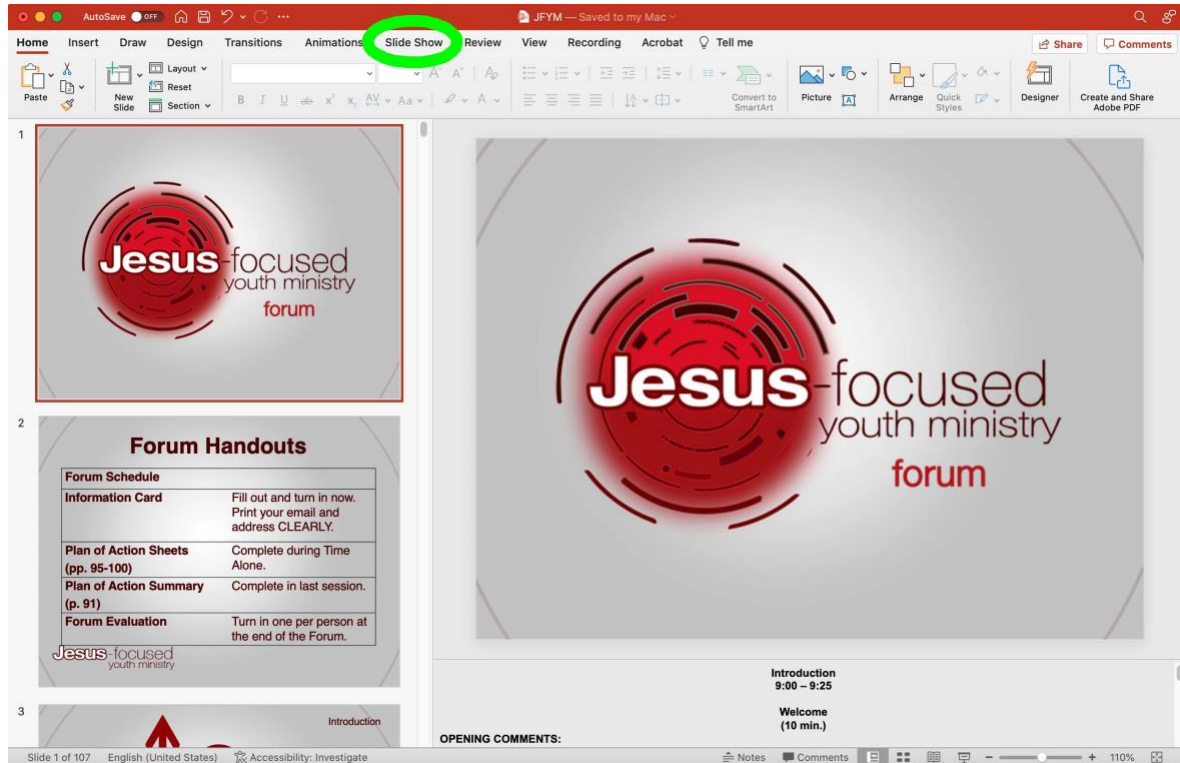 AutoSave OFF
JFYM — Saved to my Mac
Home Insert Draw Design Transitions Animations Slide Show Review View Recording Acrobat Tell me
Share Comments
Paste
New
Slide
Layout
Reset
Section
Convert to
SmartArt
Picture
Arrange
Quick
Styles
Designer
Create and Share
Adobe PDF
1
Jesus-focused
youth ministry
forum
2
Forum Handouts
Forum Schedule
Information Card Fill out and turn in now.
Print your email and
address CLEARLY.
Plan of Action Sheets Complete during Time
(pp. 95-100) Alone.
Plan of Action Summary Complete in last session.
(p. 91)
Forum Evaluation Turn in one per person at
the end of the Forum.
Jesus-focused
youth ministry
3
Introduction
Jesus-focused
youth ministry
forum
Introduction
9:00 – 9:25
Welcome
(10 min.)
OPENING COMMENTS:
Slide 1 of 107 English (United States) Accessibility: Investigate Notes Comments 110%